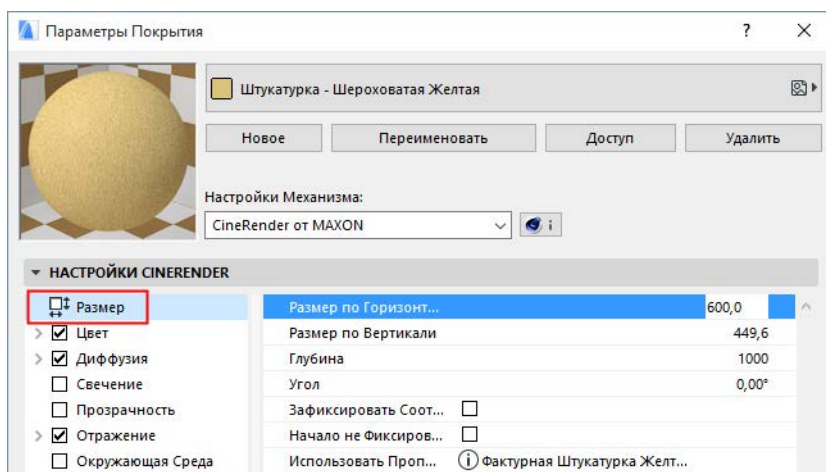 Параметры Покрытия ?
Штукатурка - Шероховатая Желтая
Новое Переименовать Доступ Удалить
Настройки Механизма:
CineRender от MAXON i
НАСТРОЙКИ CINERENDER
Размер Размер по Горизонт... 600,0
Цвет Размер по Вертикали 449,6
Диффузия Глубина 1000
Свечение Угол 0,00°
Прозрачность Зафиксировать Соот...
Отражение Начало не Фиксиров...
Окружающая Среда Использовать Проп... i Фактурная Штукатурка Желт...